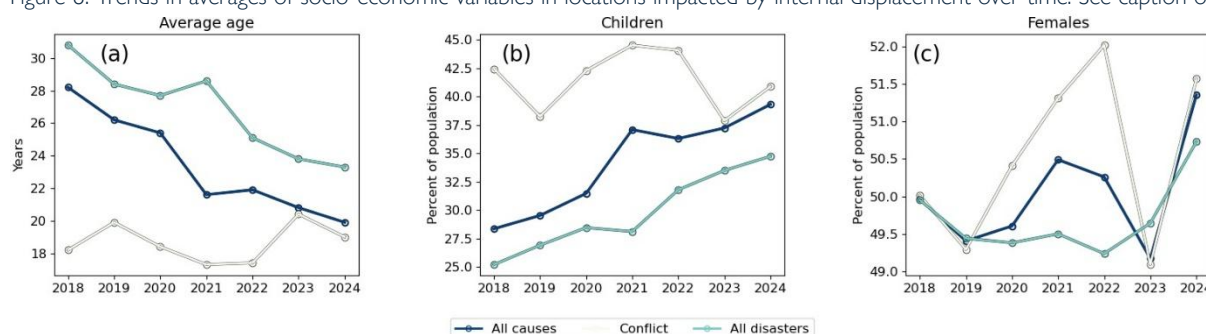 Figure 6. Trends in averages of socio-economic variables in locations impacted by internal displacement over time. See caption o
Average age
Children
Females
(a)
(b)
(c)
Years
30
28
26
24
22
20
18
2018 2019 2020 2021 2022 2023 2024
Percent of population
45.0
42.5
40.0
37.5
35.0
32.5
30.0
27.5
25.0
2018 2019 2020 2021 2022 2023 2024
Percent of population
52.0
51.5
51.0
50.5
50.0
49.5
49.0
2018 2019 2020 2021 2022 2023 2024
All causes Conflict All disasters